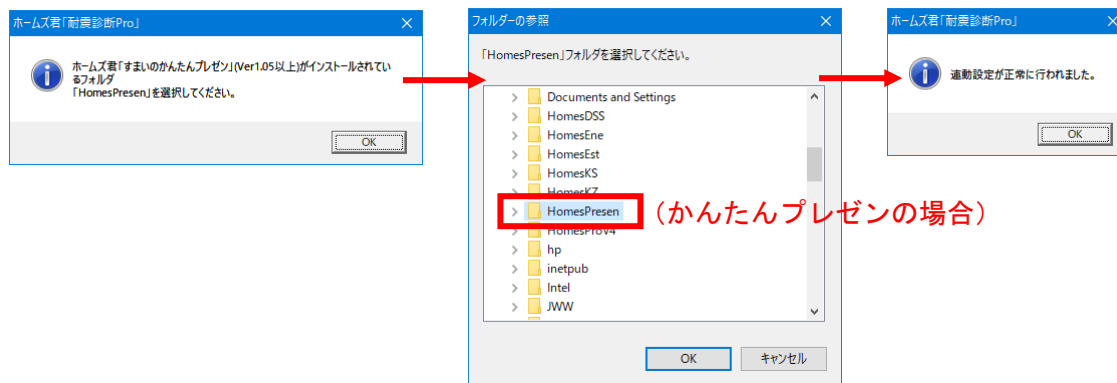 ホームズ君「耐震診断Pro」
ホームズ君「すまいのかんたんプレゼン」(Ver1.05以上)がインストールされてい
るフォルダ
「HomesPresen」を選択してください。
OK
フォルダーの参照
「HomesPresen」フォルダを選択してください。
Documents and Settings
HomesDSS
HomesEne
HomesEst
HomesKS
HomesKZ
HomesPresen
(かんたんプレゼンの場合)
HomesProV4
hp
inetpub
Intel
JWW
OK
キャンセル
ホームズ君「耐震診断Pro」
連動設定が正常に行われました。
OK